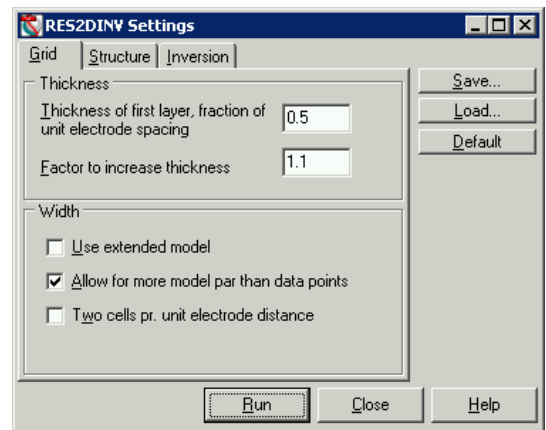 RES2DINV Settings
Grid
Structure
Inversion
Thickness
Thickness of first layer, fraction of
unit electrode spacing
0.5
Factor to increase thickness
1.1
Width
Use extended model
Allow for more model par than data points
Two cells pr. unit electrode distance
Save...
Load...
Default
Run
Close
Help